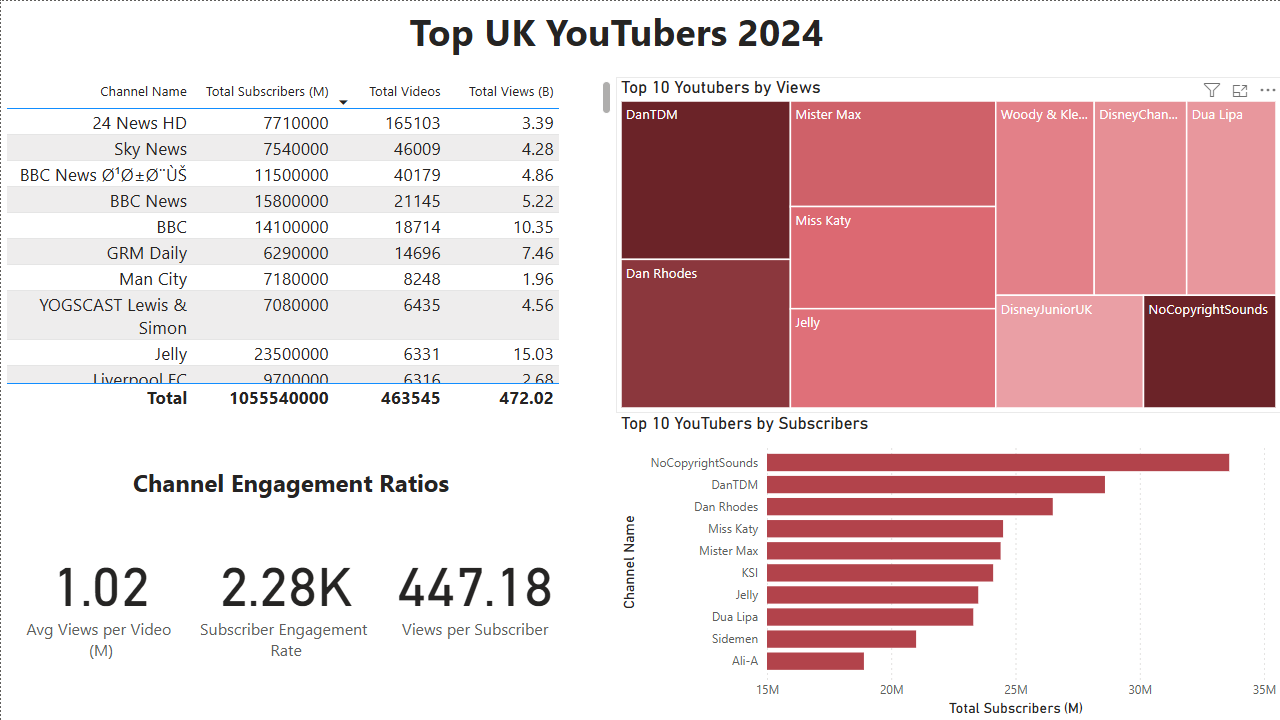 Top UK YouTubers 2024
Channel Name Total Subscribers (M) Total Videos Total Views (B)
24 News HD 7710000 165103 3.39
Sky News 7540000 46009 4.28
BBC News Ø¹Ø±Ø¨ÙŠ 11500000 40179 4.86
BBC News 15800000 21145 5.22
BBC 14100000 18714 10.35
GRM Daily 6290000 14696 7.46
Man City 7180000 8248 1.96
YOGSCAST Lewis & 7080000 6435 4.56
Simon
Jelly 23500000 6331 15.03
Liverpool FC 9700000 6316 2.68
Total 1055540000 463545 472.02
Channel Engagement Ratios
1.02 2.28K 447.18
Avg Views per Video Subscriber Engagement Views per Subscriber
(M) Rate
Top 10 Youtubers by Views
DanTDM
Dan Rhodes
Mister Max
Miss Katy
Jelly
Woody & Kle...
DisneyChan...
Dua Lipa
DisneyJuniorUK
NoCopyrightSounds
Top 10 YouTubers by Subscribers
Channel Name
NoCopyrightSounds
DanTDM
Dan Rhodes
Miss Katy
Mister Max
KSI
Jelly
Dua Lipa
Sidemen
Ali-A
15M 20M 25M 30M 35M
Total Subscribers (M)